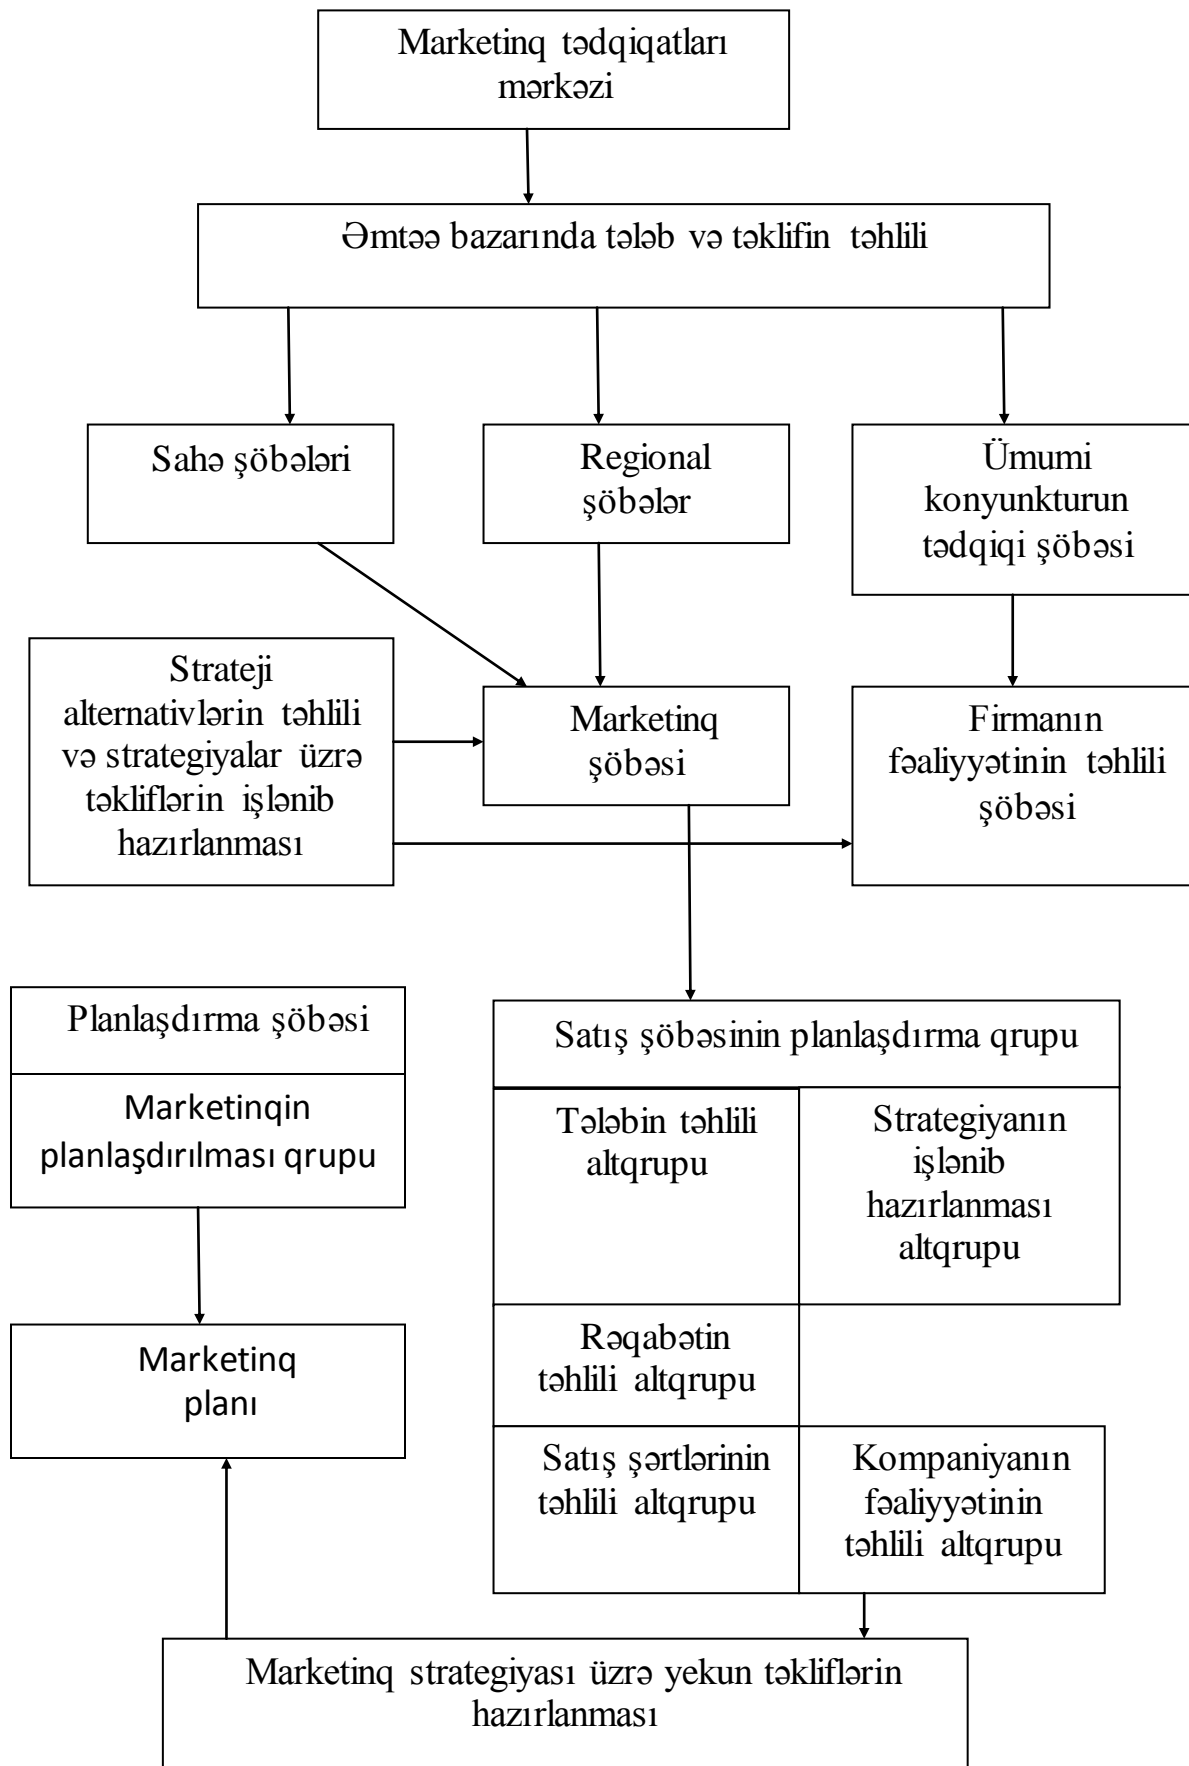 Marketinq tədqiqatları
mərkəzi
Əmtəə bazarında tələb və təklifin təhlili
Sahə şöbələri
Regional
şöbələr
Ümumi
konyunkturun
tədqiqi şöbəsi
Strateji
alternativlərin təhlili
və strategiyalar üzrə
təkliflərin işlənib
hazırlanması
Marketinq
şöbəsi
Firmanın
fəaliyyətinin təhlili
şöbəsi
Planlaşdırma şöbəsi
Marketinqin
planlaşdırılması qrupu
Marketinq
planı
Satış şöbəsinin planlaşdırma qrupu
Tələbin təhlili
altqrupu
Strategiyanın
işlənib
hazırlanması
altqrupu
Rəqabətin
təhlili altqrupu
Satış şərtlərinin
təhlili altqrupu
Kompaniyanın
fəaliyyətinin
təhlili altqrupu
Marketinq strategiyası üzrə yekun təkliflərin
hazırlanması